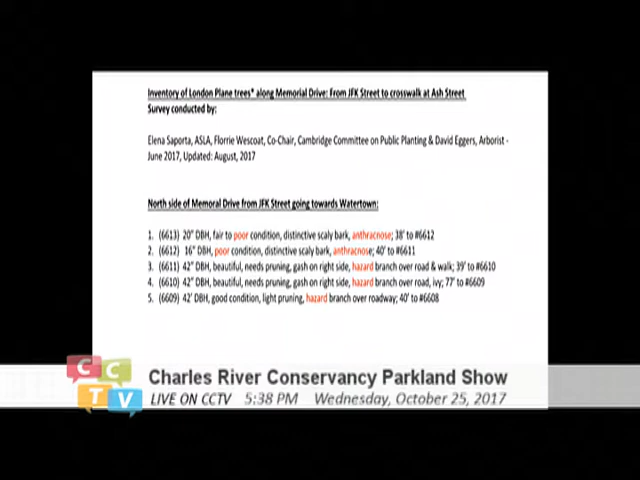 Inventory of London Plane trees* along Memorial Drive: From JFK Street to crosswalk at Ash Street
Survey conducted by:
Elena Saporta, ASLA, Florrie Wescoat, Co-Chair, Cambridge Committee on Public Planting & David Eggers, Arborist -
June 2017, Updated: August, 2017
North side of Memoral Drive from JFK Street going towards Watertown:
1. (6613) 20" DBH, fair to poor condition, distinctive scaly bark, anthracnose; 38' to #6612
2. (6612) 16" DBH, poor condition, distinctive scaly bark, anthracnose; 40' to #6611
3. (6611) 42" DBH, beautiful, needs pruning, gash on right side, hazard branch over road & walk; 39' to #6610
4. (6610) 42" DBH, beautiful, needs pruning, gash on right side, hazard branch over road, ivy; 77' to #6609
5. (6609) 42' DBH, good condition, light pruning, hazard branch over roadway; 40' to #6608
CCTV
Charles River Conservancy Parkland Show
LIVE ON CCTV 5:38 PM Wednesday, October 25, 2017